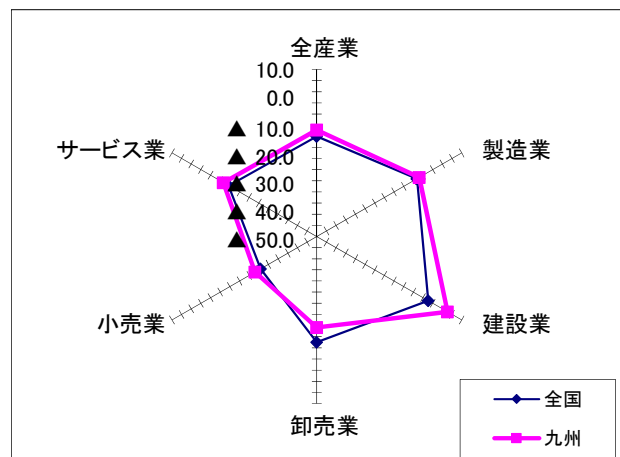 全産業
10.0
0.0
▲ 10.0
▲ 20.0
▲ 30.0
▲ 40.0
▲ 50.0
サービス業
製造業
小売業
建設業
卸売業
全国
九州